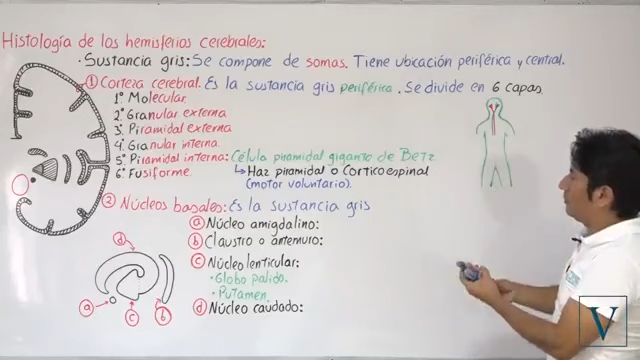 Histología de los hemisferios cerebrales:
· Sustancia gris: Se compone de somas. Tiene ubicación periférica y central.
① Corteza cerebral. Es la sustancia gris periférica. Se divide en 6 capas
1° Molecular
2° Granular externa
3° Piramidal externa
4° Granular interna
5° Piramidal interna: Célula piramidal gigante de Betz
↳ Haz piramidal o Corticoespinal
(motor voluntario).
6° Fusiforme
② Núcleos basales: Es la sustancia gris
ⓐ Núcleo amigdalino:
ⓑ Claustro o antemuro:
ⓒ Núcleo lenticular:
· Globo palido.
· Putamen
ⓓ Núcleo caudado:
ⓓ
ⓐ
ⓒ
ⓑ
V